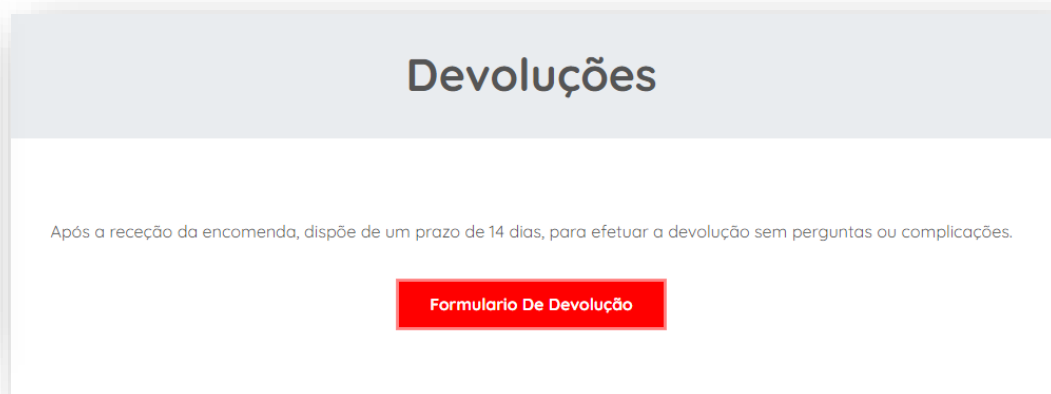 Devoluções
Após a receção da encomenda, dispõe de um prazo de 14 dias, para efetuar a devolução sem perguntas ou complicações.
Formulario De Devolução